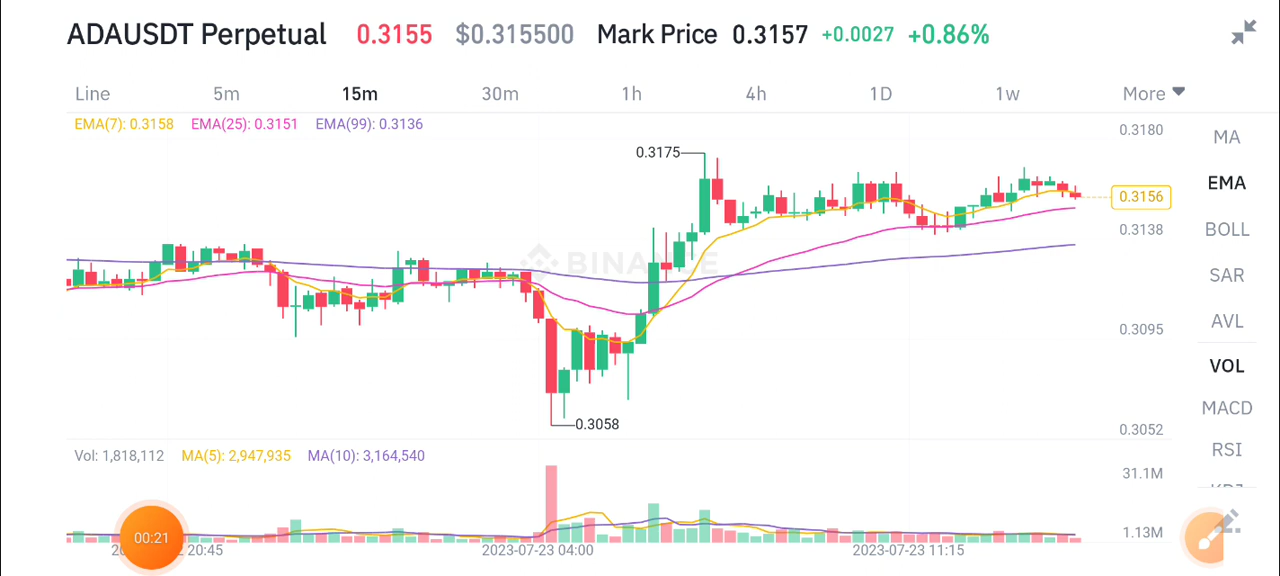 ADAUSDT Perpetual 0.3155 $0.315500 Mark Price 0.3157 +0.0027 +0.86%
Line 5m 15m 30m 1h 4h 1D 1w More
EMA(7): 0.3158 EMA(25): 0.3151 EMA(99): 0.3136
0.3180
MA
0.3175
EMA
0.3156
0.3138
BOLL
BINANCE
SAR
AVL
0.3095
VOL
MACD
0.3058
0.3052
RSI
Vol: 1,818,112 MA(5): 2,947,935 MA(10): 3,164,540
31.1M
KDJ
1.13M
00:21
20:45 2023-07-23 04:00 2023-07-23 11:15